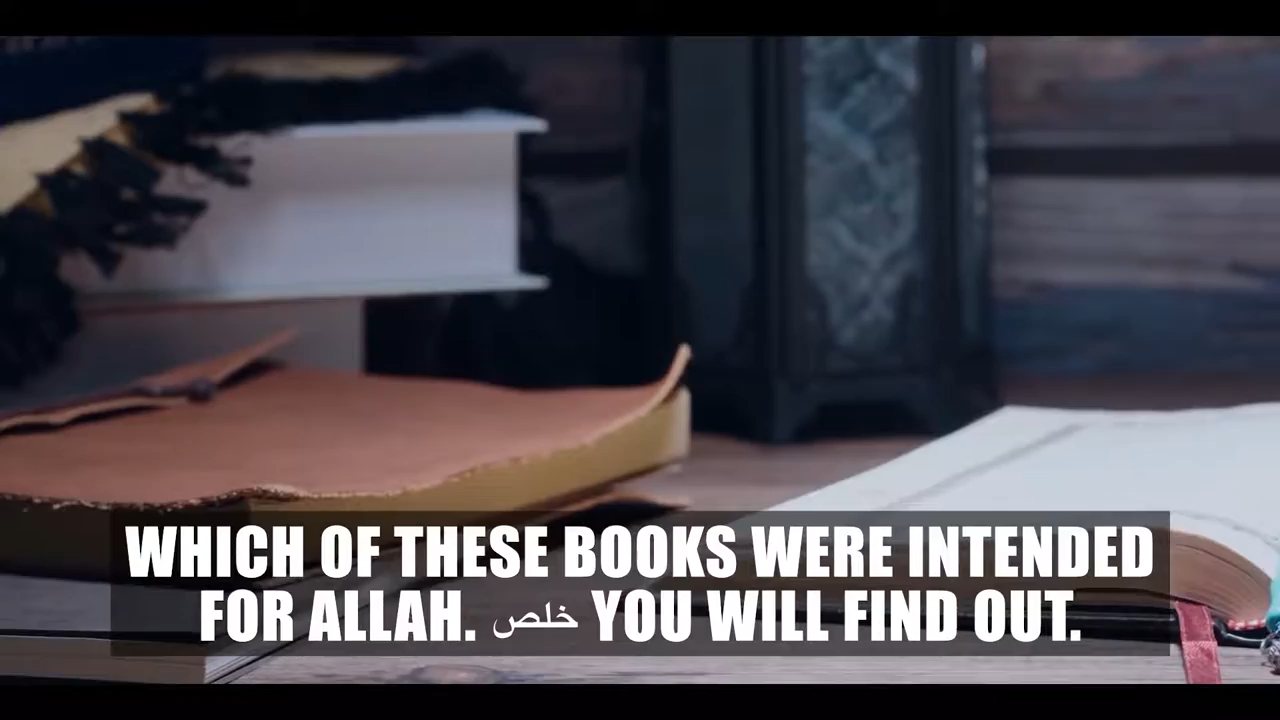 WHICH OF THESE BOOKS WERE INTENDED
FOR ALLAH. خلص YOU WILL FIND OUT.